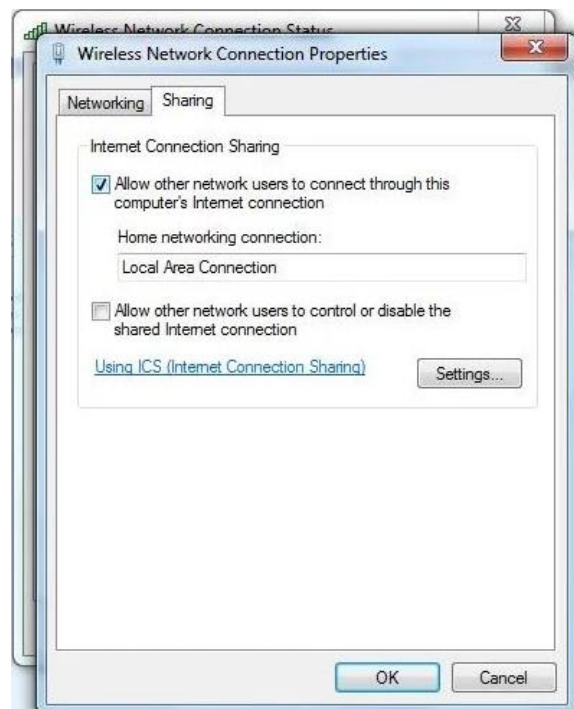 Wireless Network Connection Status
Wireless Network Connection Properties
Networking
Sharing
Internet Connection Sharing
Allow other network users to connect through this
computer's Internet connection
Home networking connection:
Local Area Connection
Allow other network users to control or disable the
shared Internet connection
Using ICS (Internet Connection Sharing)
Settings...
OK
Cancel